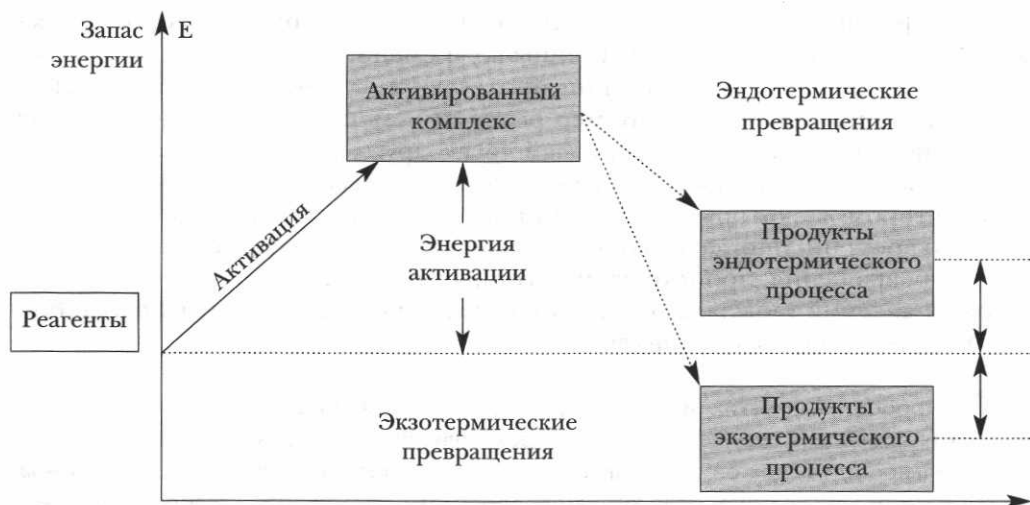 Запас
энергии
E
Активированный
комплекс
Эндотермические
превращения
Активация
Энергия
активации
Продукты
эндотермического
процесса
Реагенты
Экзотермические
превращения
Продукты
экзотермического
процесса